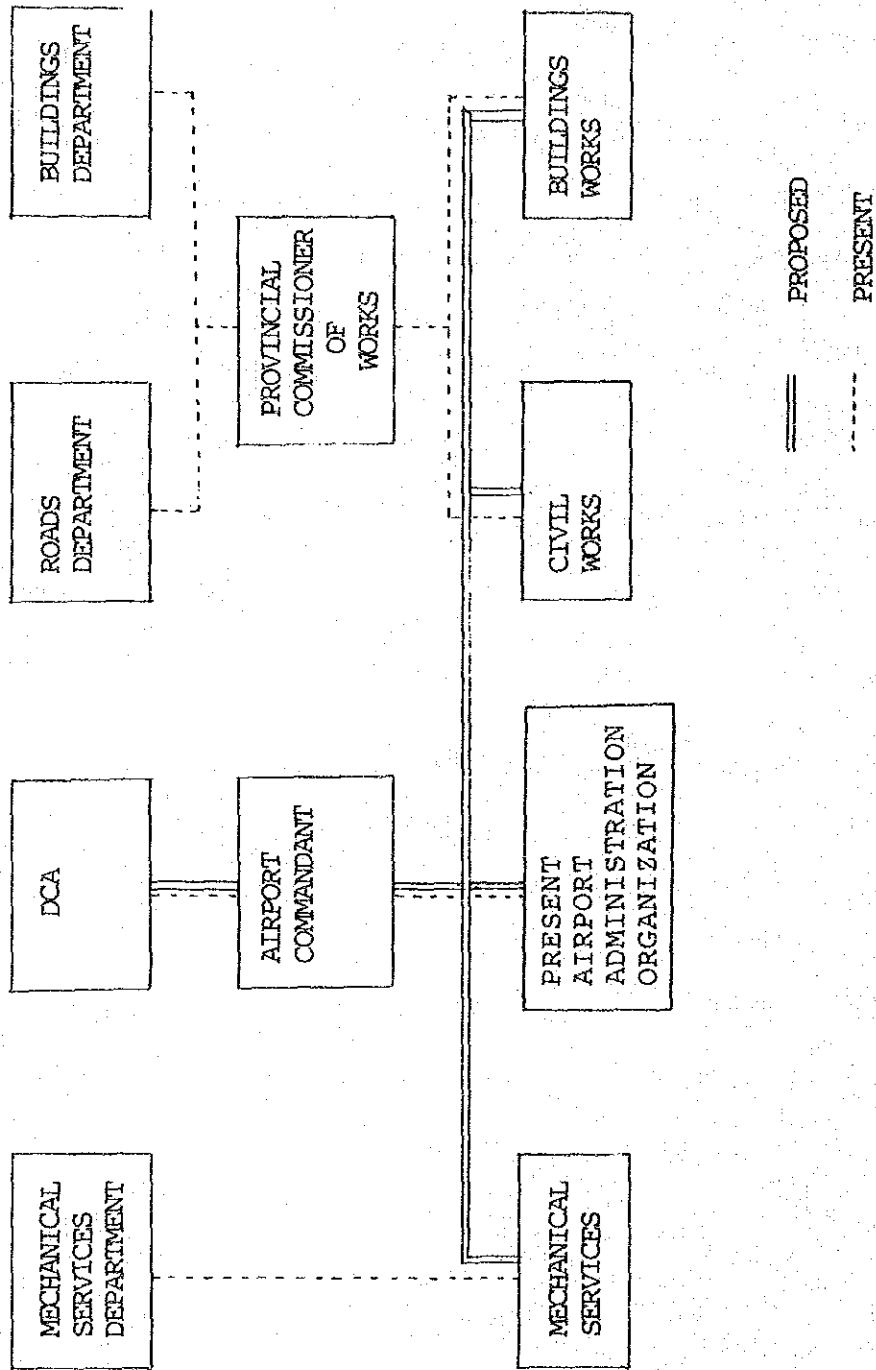 MECHANICAL
SERVICES
DEPARTMENT
DCA
ROADS
DEPARTMENT
BUILDINGS
DEPARTMENT
AIRPORT
COMMANDANT
PROVINCIAL
COMMISSIONER
OF
WORKS
MECHANICAL
SERVICES
PRESENT
AIRPORT
ADMINISTRATION
ORGANIZATION
CIVIL
WORKS
BUILDINGS
WORKS
PROPOSED
PRESENT